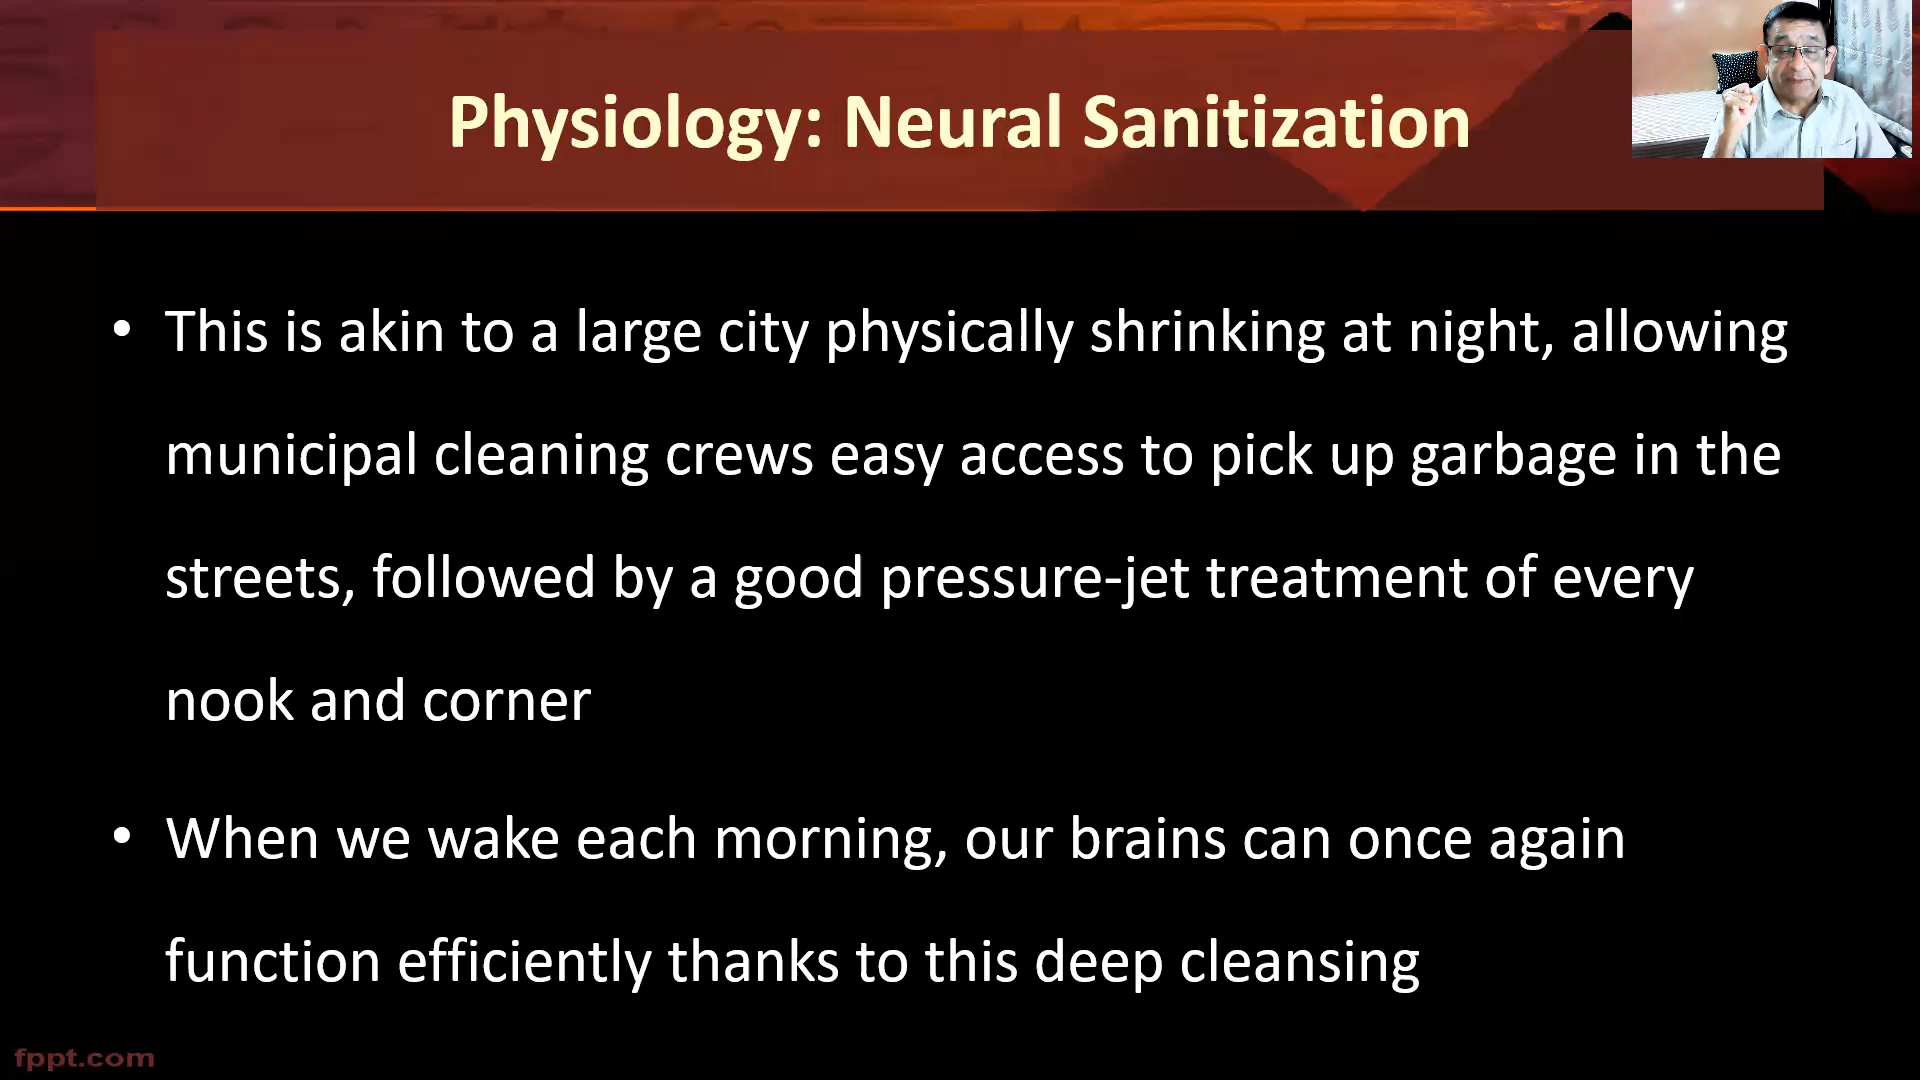 Physiology: Neural Sanitization
• This is akin to a large city physically shrinking at night, allowing
municipal cleaning crews easy access to pick up garbage in the
streets, followed by a good pressure-jet treatment of every
nook and corner
• When we wake each morning, our brains can once again
function efficiently thanks to this deep cleansing
fppt.com